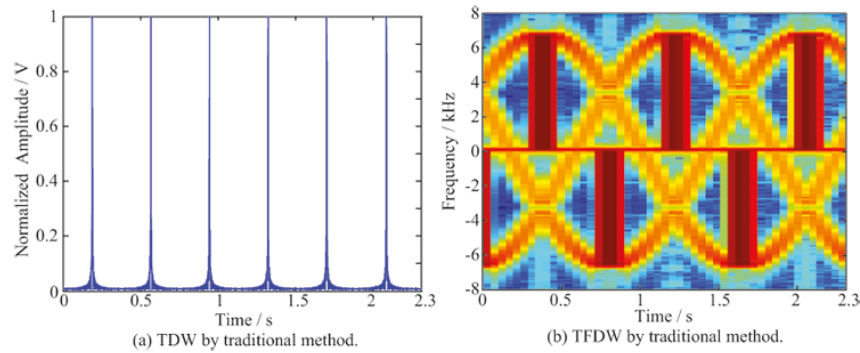 Normalized Amplitude / V
1
0.8
0.6
0.4
0.2
0
0 0.5 1 1.5 2 2.3
Time / s
(a) TDW by traditional method.
Frequency / kHz
8
6
4
2
0
-2
-4
-6
-8
0 0.5 1 1.5 2 2.3
Time / s
(b) TFDW by traditional method.